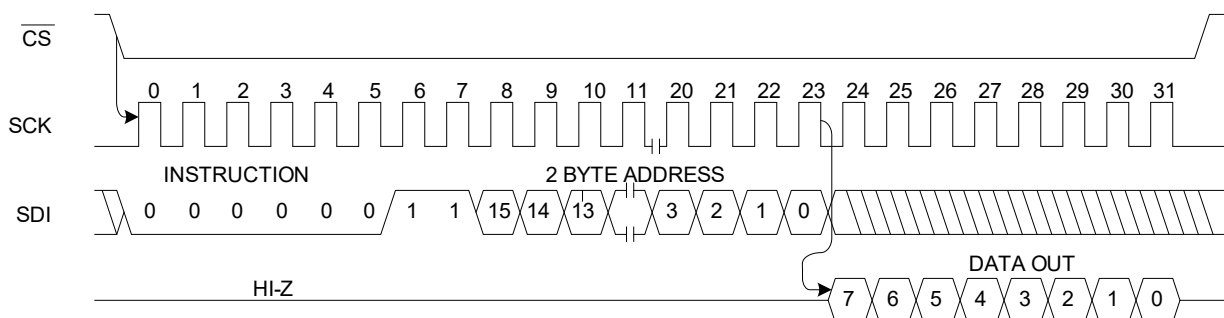 CS
0 1 2 3 4 5 6 7 8 9 10 11 20 21 22 23 24 25 26 27 28 29 30 31
SCK
INSTRUCTION 2 BYTE ADDRESS
SDI 0 0 0 0 0 0 1 1 15 14 13 3 2 1 0
DATA OUT
HI-Z 7 6 5 4 3 2 1 0